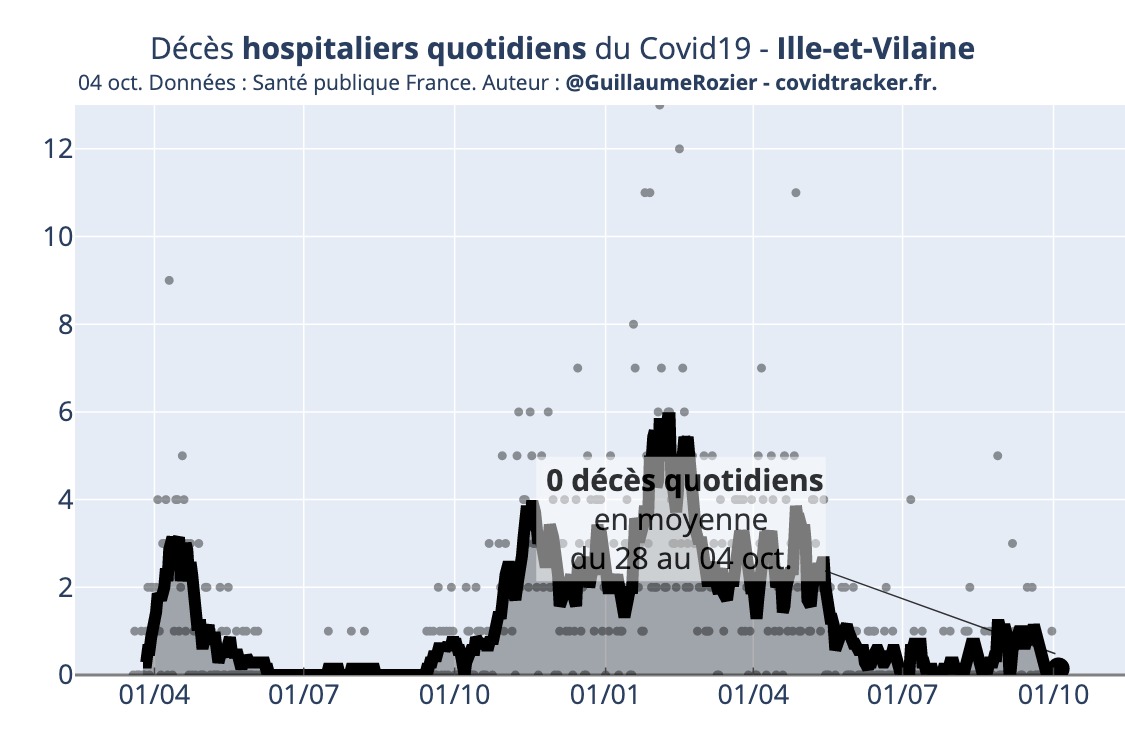 Décès hospitaliers quotidiens du Covid19 - Ille-et-Vilaine
04 oct. Données : Santé publique France. Auteur : @GuillaumeRozier - covidtracker.fr.
12
10
8
6
4
2
0
0 décès quotidiens
en moyenne
du 28 au 04 oct.
01/04
01/07
01/10
01/01
01/04
01/07
01/10